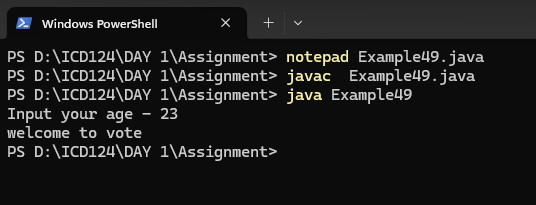 Windows PowerShell
PS D:\ICD124\DAY 1\Assignment> notepad Example49.java
PS D:\ICD124\DAY 1\Assignment> javac  Example49.java
PS D:\ICD124\DAY 1\Assignment> java Example49
Input your age - 23
welcome to vote
PS D:\ICD124\DAY 1\Assignment>